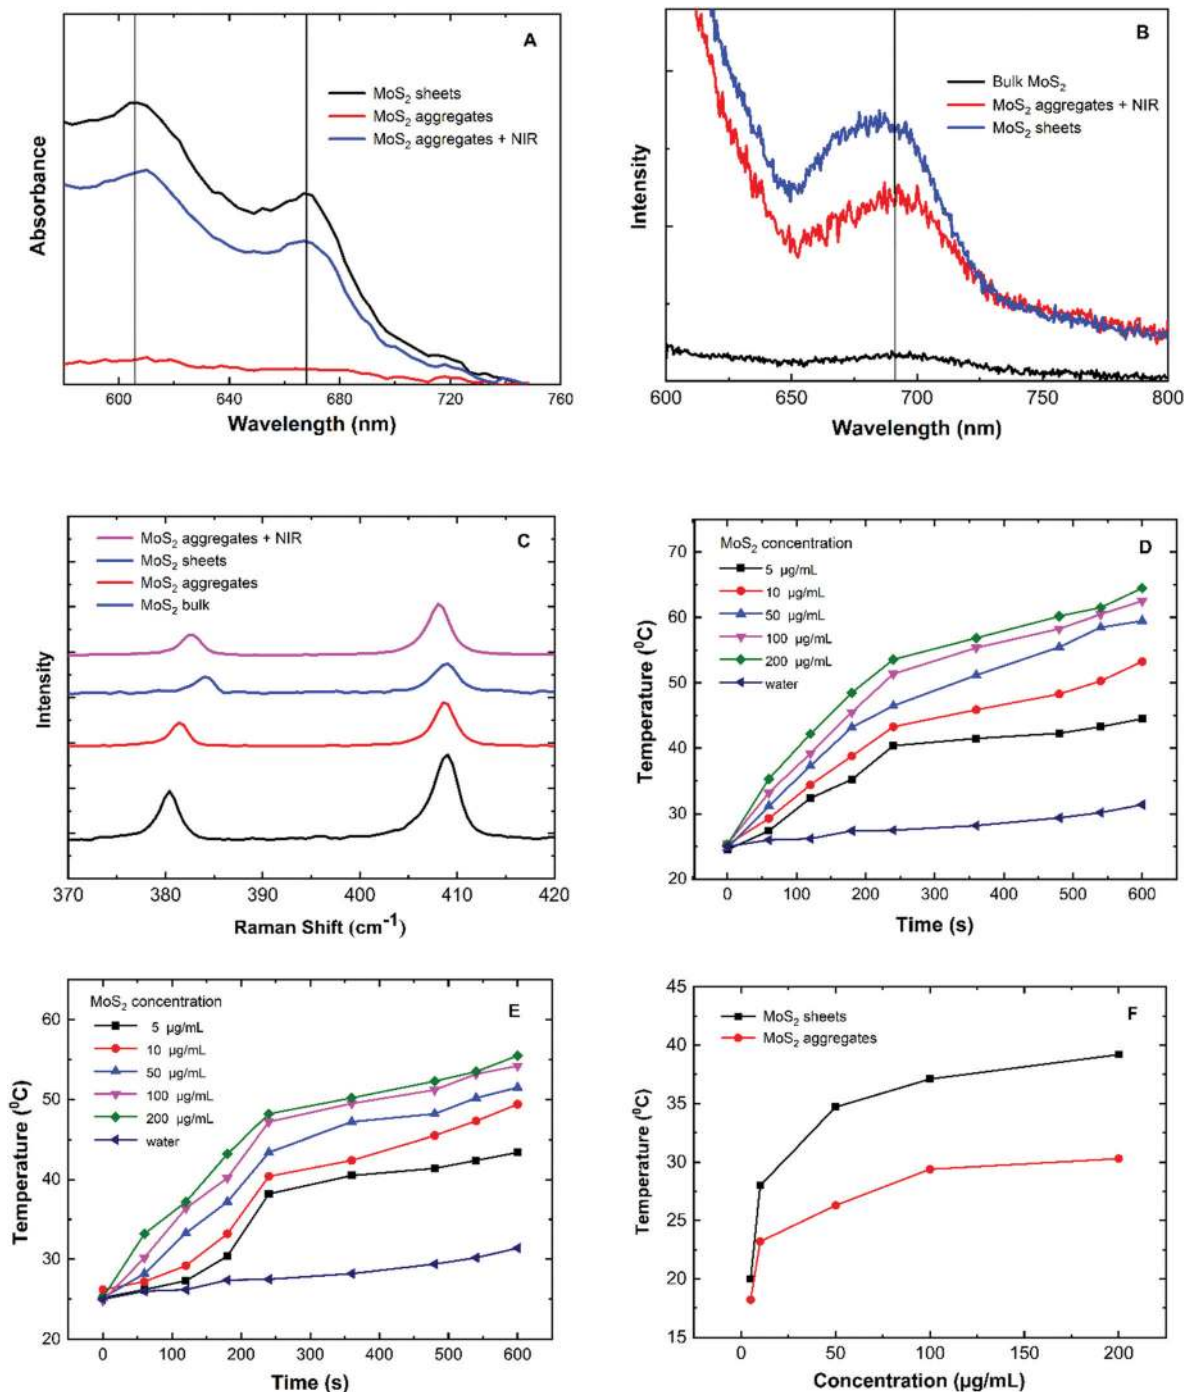 A
MoS2 sheets
MoS2 aggregates
MoS2 aggregates + NIR
Absorbance
600 640 680 720 760
Wavelength (nm)
B
Bulk MoS2
MoS2 aggregates + NIR
MoS2 sheets
Intensity
600 650 700 750 800
Wavelength (nm)
C
MoS2 aggregates + NIR
MoS2 sheets
MoS2 aggregates
MoS2 bulk
Intensity
370 380 390 400 410 420
Raman Shift (cm-1)
D
MoS2 concentration
5 µg/mL
10 µg/mL
50 µg/mL
100 µg/mL
200 µg/mL
water
Temperature (0C)
70
60
50
40
30
20
0 100 200 300 400 500 600
Time (s)
E
MoS2 concentration
5 µg/mL
10 µg/mL
50 µg/mL
100 µg/mL
200 µg/mL
water
Temperature (0C)
60
50
40
30
20
0 100 200 300 400 500 600
Time (s)
F
MoS2 sheets
MoS2 aggregates
Temperature (0C)
45
40
35
30
25
20
15
0 50 100 150 200
Concentration (µg/mL)